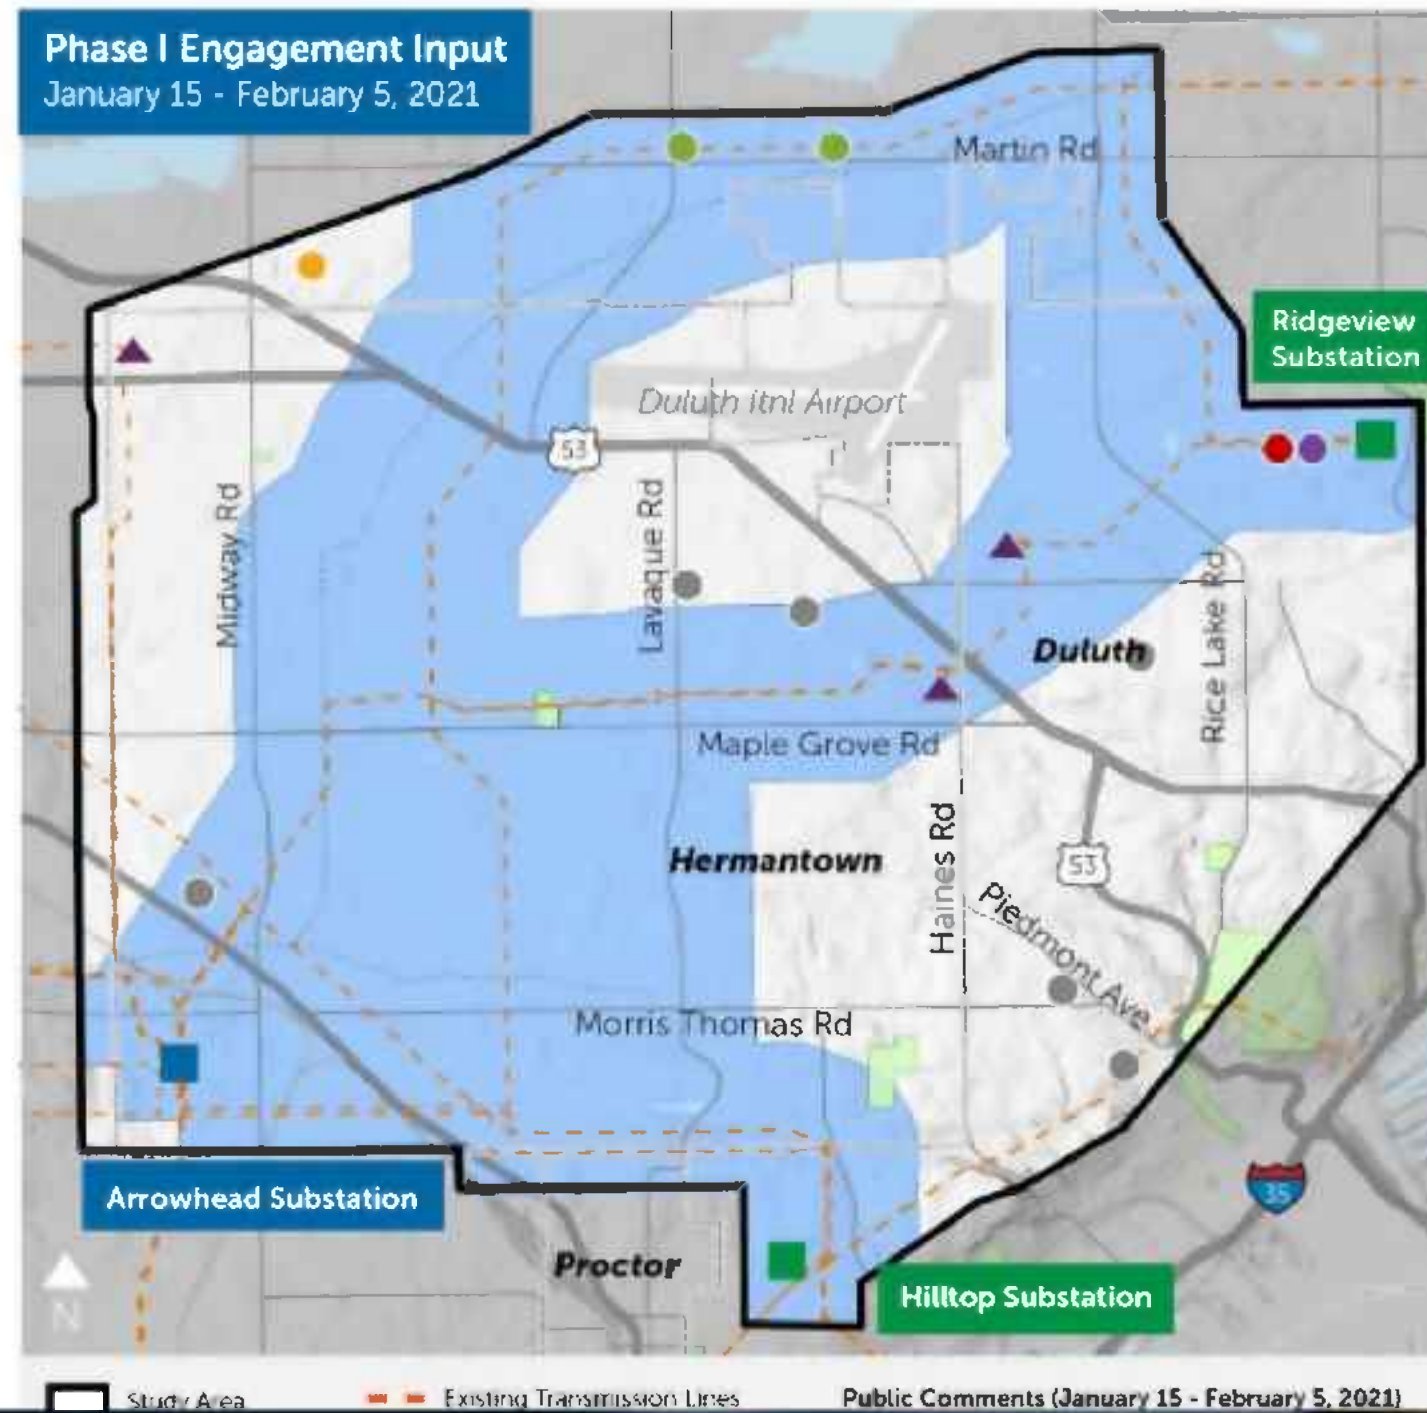 Phase I Engagement Input
January 15 - February 5, 2021
Martin Rd
Ridgeview
Substation
Duluth Itnl Airport
53
Midway Rd
Lavaque Rd
Rice Lake Rd
Duluth
Maple Grove Rd
Hermantown
Haines Rd
53
Piedmont Ave
Morris Thomas Rd
Arrowhead Substation
35
Proctor
Hilltop Substation
N
Study Area
Existing Transmission Lines
Public Comments (January 15 - February 5, 2021)